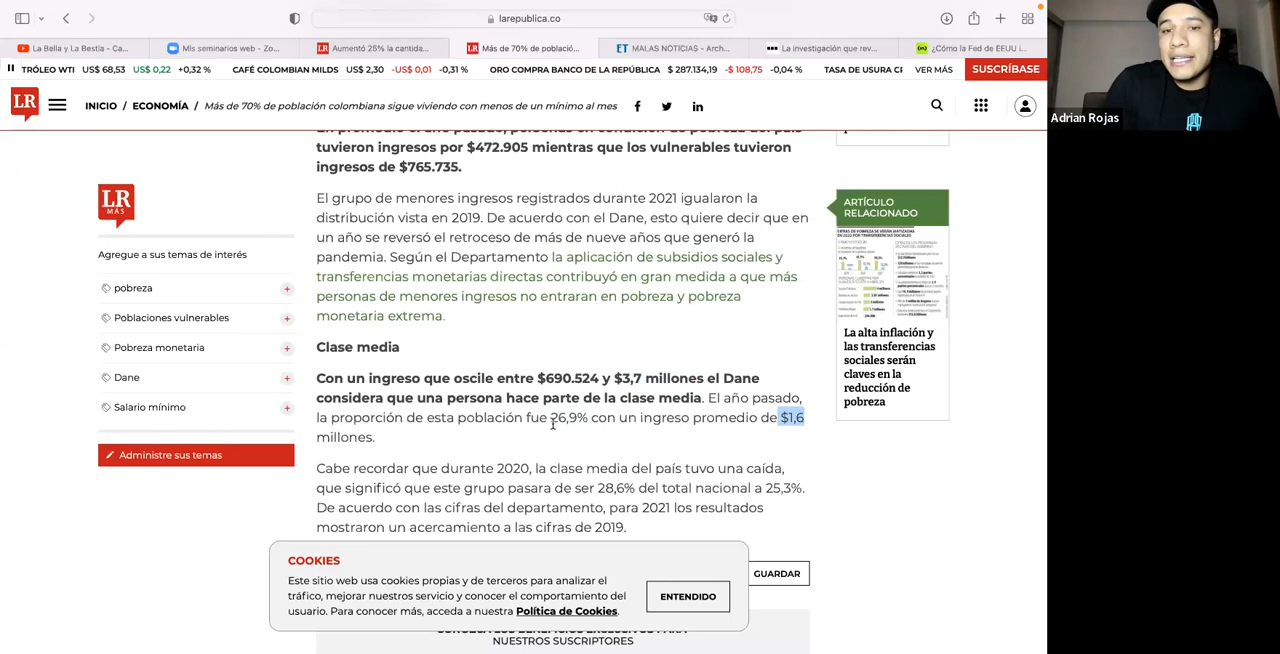 larepublica.co
La Bella y La Bestia - Ca...
Mis seminarios web - Zo...
LR Aumentó 25% la cantida...
LR Más de 70% de població...
ET MALAS NOTICIAS - Arch...
La investigación que rev...
¿Cómo la Fed de EEUU i...
TRÓLEO WTI US$ 68,53 US$ 0,22 +0,32 % CAFÉ COLOMBIAN MILDS US$ 2,30 -US$ 0,01 -0,31 % ORO COMPRA BANCO DE LA REPÚBLICA $ 287.134,19 -$ 108,75 -0,04 % TASA DE USURA VER MÁS SUSCRÍBASE
LR INICIO / ECONOMÍA / Más de 70% de población colombiana sigue viviendo con menos de un mínimo al mes
Adrian Rojas
En promedio el año pasado, personas en condición de pobreza del país
tuvieron ingresos por $472.905 mientras que los vulnerables tuvieron
ingresos de $765.735.
El grupo de menores ingresos registrados durante 2021 igualaron la
distribución vista en 2019. De acuerdo con el Dane, esto quiere decir que en
un año se reversó el retroceso de más de nueve años que generó la
pandemia. Según el Departamento la aplicación de subsidios sociales y
transferencias monetarias directas contribuyó en gran medida a que más
personas de menores ingresos no entraran en pobreza y pobreza
monetaria extrema.
Clase media
Con un ingreso que oscile entre $690.524 y $3,7 millones el Dane
considera que una persona hace parte de la clase media. El año pasado,
la proporción de esta población fue 26,9% con un ingreso promedio de $1,6
millones.
Cabe recordar que durante 2020, la clase media del país tuvo una caída,
que significó que este grupo pasara de ser 28,6% del total nacional a 25,3%.
De acuerdo con las cifras del departamento, para 2021 los resultados
mostraron un acercamiento a las cifras de 2019.
LR
MÁS
Agregue a sus temas de interés
pobreza +
Poblaciones vulnerables +
Pobreza monetaria +
Dane +
Salario mínimo +
Administre sus temas
ARTÍCULO
RELACIONADO
La alta inflación y
las transferencias
sociales serán
claves en la
reducción de
pobreza
COOKIES
Este sitio web usa cookies propias y de terceros para analizar el
tráfico, mejorar nuestros servicio y conocer el comportamiento del
usuario. Para conocer más, acceda a nuestra Política de Cookies.
ENTENDIDO
GUARDAR
NUESTROS SUSCRIPTORES